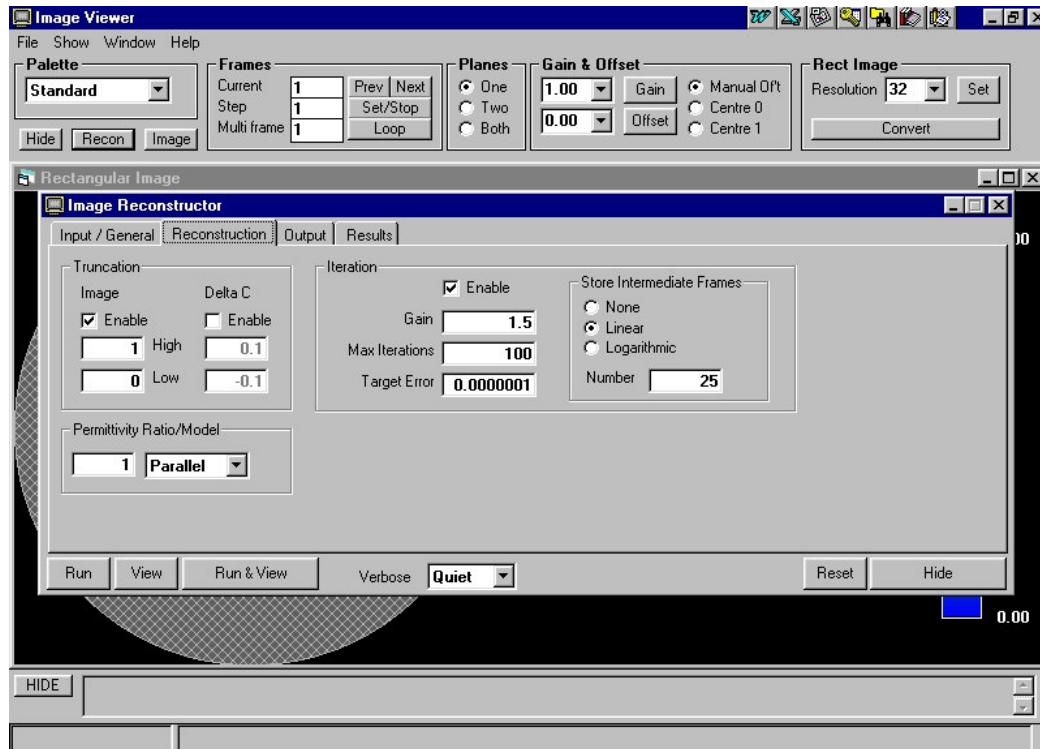 Image Viewer
File Show Window Help
Palette
Standard
Hide Recon Image
Frames
Current 1 Prev Next
Step 1 Set/Stop
Multi frame 1 Loop
Planes
One
Two
Both
Gain & Offset
1.00 Gain
0.00 Offset
Manual Of't
Centre 0
Centre 1
Rect Image
Resolution 32 Set
Convert
Rectangular Image
Image Reconstructor
Input / General Reconstruction Output Results
Truncation
Image Delta C
Enable Enable
1 High 0.1
0 Low -0.1
Iteration
Enable
Gain 1.5
Max Iterations 100
Target Error 0.0000001
Store Intermediate Frames
None
Linear
Logarithmic
Number 25
Permittivity Ratio/Model
1 Parallel
Run View Run & View Verbose Quiet Reset Hide
0.00
HIDE